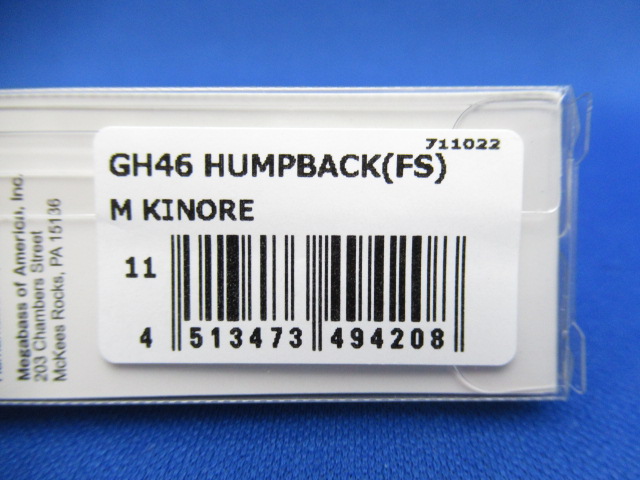 711022
GH46 HUMPBACK(FS)
M KINORE
11
4 513473 494208
Megabass of America, Inc.
203 Chambers Street
McKees Rocks, PA 15136